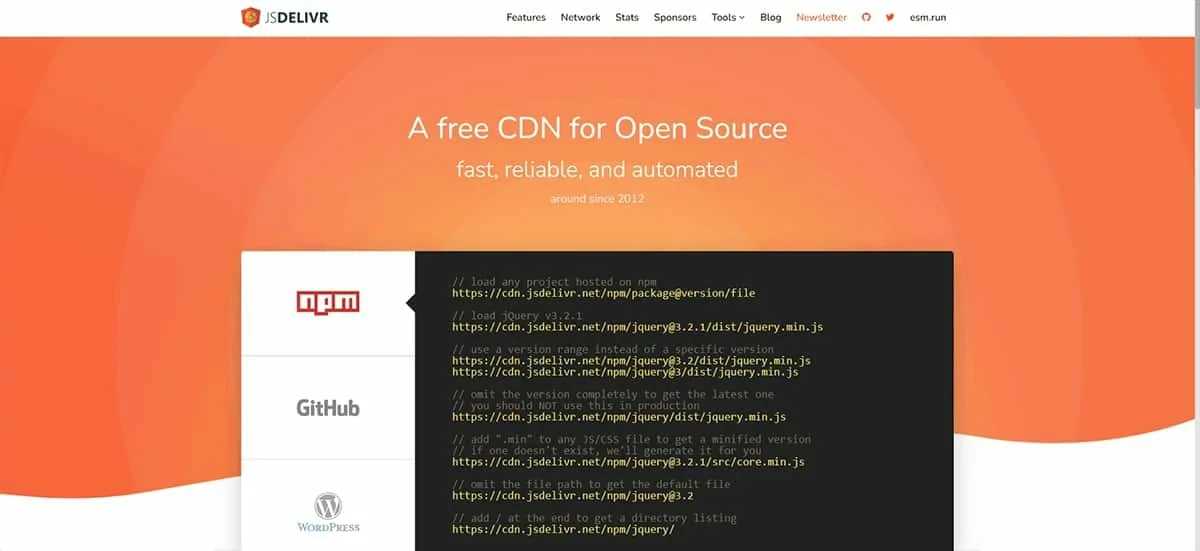 JSDELIVR
Features Network Stats Sponsors Tools Blog Newsletter esm.run
A free CDN for Open Source
fast, reliable, and automated
around since 2012
npm
GitHub
WORDPRESS
// load any project hosted on npm
https://cdn.jsdelivr.net/npm/package@version/file
// load jQuery v3.2.1
https://cdn.jsdelivr.net/npm/jquery@3.2.1/dist/jquery.min.js
// use a version range instead of a specific version
https://cdn.jsdelivr.net/npm/jquery@3.2/dist/jquery.min.js
https://cdn.jsdelivr.net/npm/jquery@3/dist/jquery.min.js
// omit the version completely to get the latest one
// you should NOT use this in production
https://cdn.jsdelivr.net/npm/jquery/dist/jquery.min.js
// add ".min" to any JS/CSS file to get a minified version
// if one doesn't exist, we'll generate it for you
https://cdn.jsdelivr.net/npm/jquery@3.2.1/src/core.min.js
// omit the file path to get the default file
https://cdn.jsdelivr.net/npm/jquery@3.2
// add / at the end to get a directory listing
https://cdn.jsdelivr.net/npm/jquery/